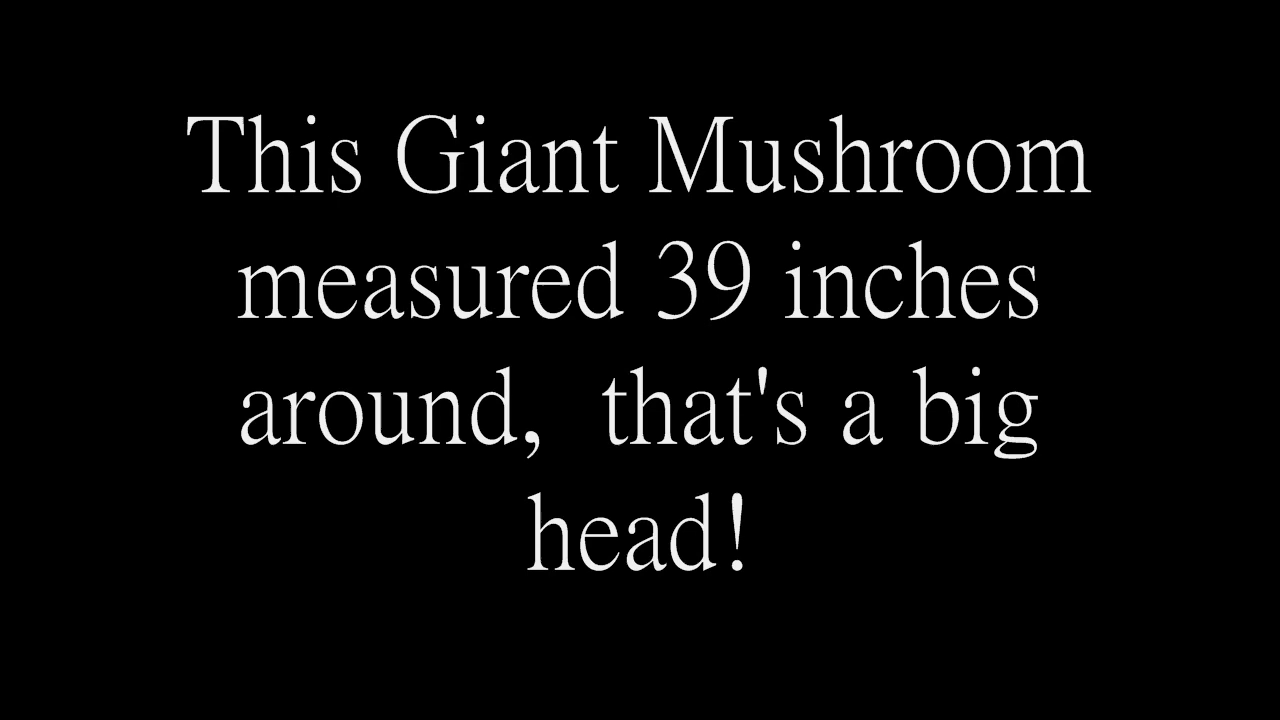 This Giant Mushroom
measured 39 inches
around,  that's a big
head!